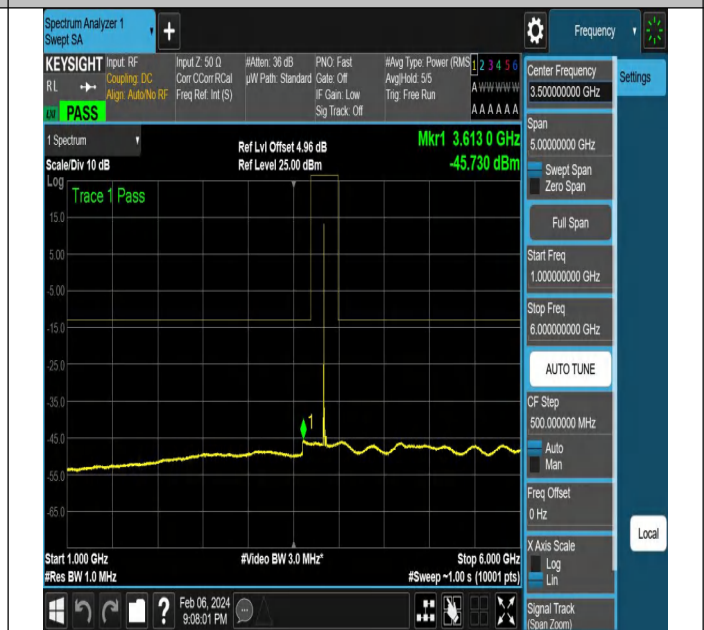 Spectrum Analyzer 1
Swept SA
Frequency
KEYSIGHT
RL
PASS
Input: RF
Coupling: DC
Align: Auto/No RF
Input Z: 50 Ω
Corr CCorr RCal
Freq Ref: Int (S)
#Atten: 36 dB
µW Path: Standard
PNO: Fast
Gate: Off
IF Gain: Low
Sig Track: Off
#Avg Type: Power (RMS
Avg|Hold: 5/5
Trig: Free Run
1 2 3 4 5 6
A W W W W W
A A A A A A
1 Spectrum
Scale/Div 10 dB
Ref Lvl Offset 4.96 dB
Ref Level 25.00 dBm
Mkr1 3.613 0 GHz
-45.730 dBm
Log
Trace 1 Pass
15.0
5.00
-5.00
-15.0
-25.0
-35.0
-45.0
-55.0
-65.0
1
Start 1.000 GHz
#Res BW 1.0 MHz
#Video BW 3.0 MHz*
Stop 6.000 GHz
#Sweep ~1.00 s (10001 pts)
Center Frequency
3.500000000 GHz
Settings
Span
5.00000000 GHz
Swept Span
Zero Span
Full Span
Start Freq
1.000000000 GHz
Stop Freq
6.000000000 GHz
AUTO TUNE
CF Step
500.000000 MHz
Auto
Man
Freq Offset
0 Hz
X Axis Scale
Log
Lin
Local
Signal Track
(Span Zoom)
?
Feb 06, 2024
9:08:01 PM